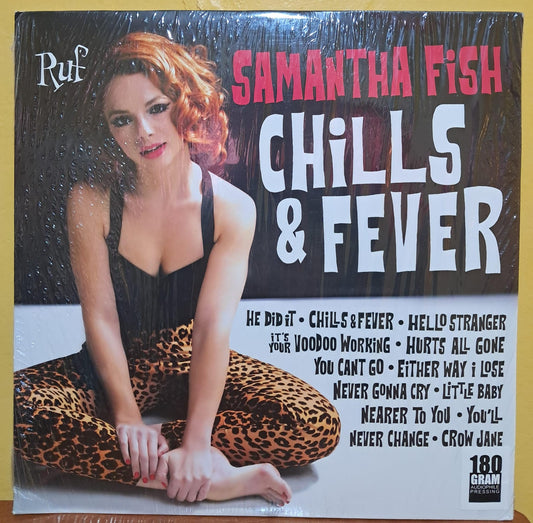 Ruf
SAMANTHA FiSH
CHiLLS
& FEVER
HE DiD iT • CHiLLS & FEVER • HELLO STRANGER
iT'S YOUR VOODOO WORKiNG • HURTS ALL GONE
YOU CANT GO • EiTHER WAY i LOSE
NEVER GONNA CRY • LiTTLE BABY
NEARER TO YOU • YOU'LL
NEVER CHANGE • CROW JANE
180
GRAM
AUDIOPHILE
PRESSING